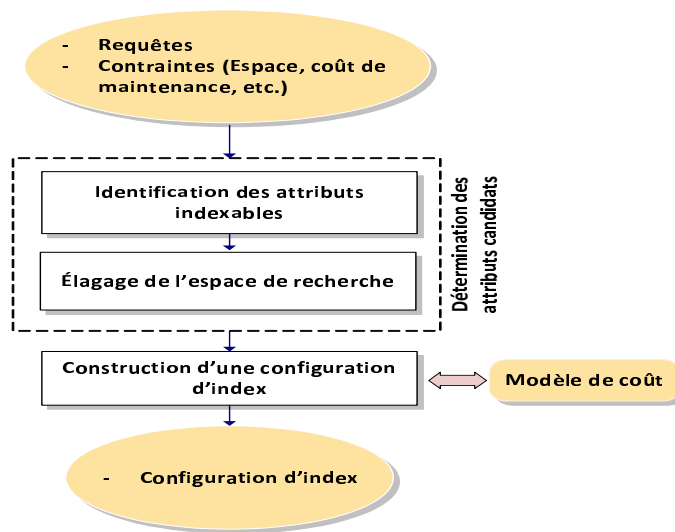 - Requêtes
- Contraintes (Espace, coût de
maintenance, etc.)
Identification des attributs
indexables
Élagage de l'espace de recherche
Détermination des
attributs candidats
Construction d'une configuration
d'index
Modèle de coût
- Configuration d'index